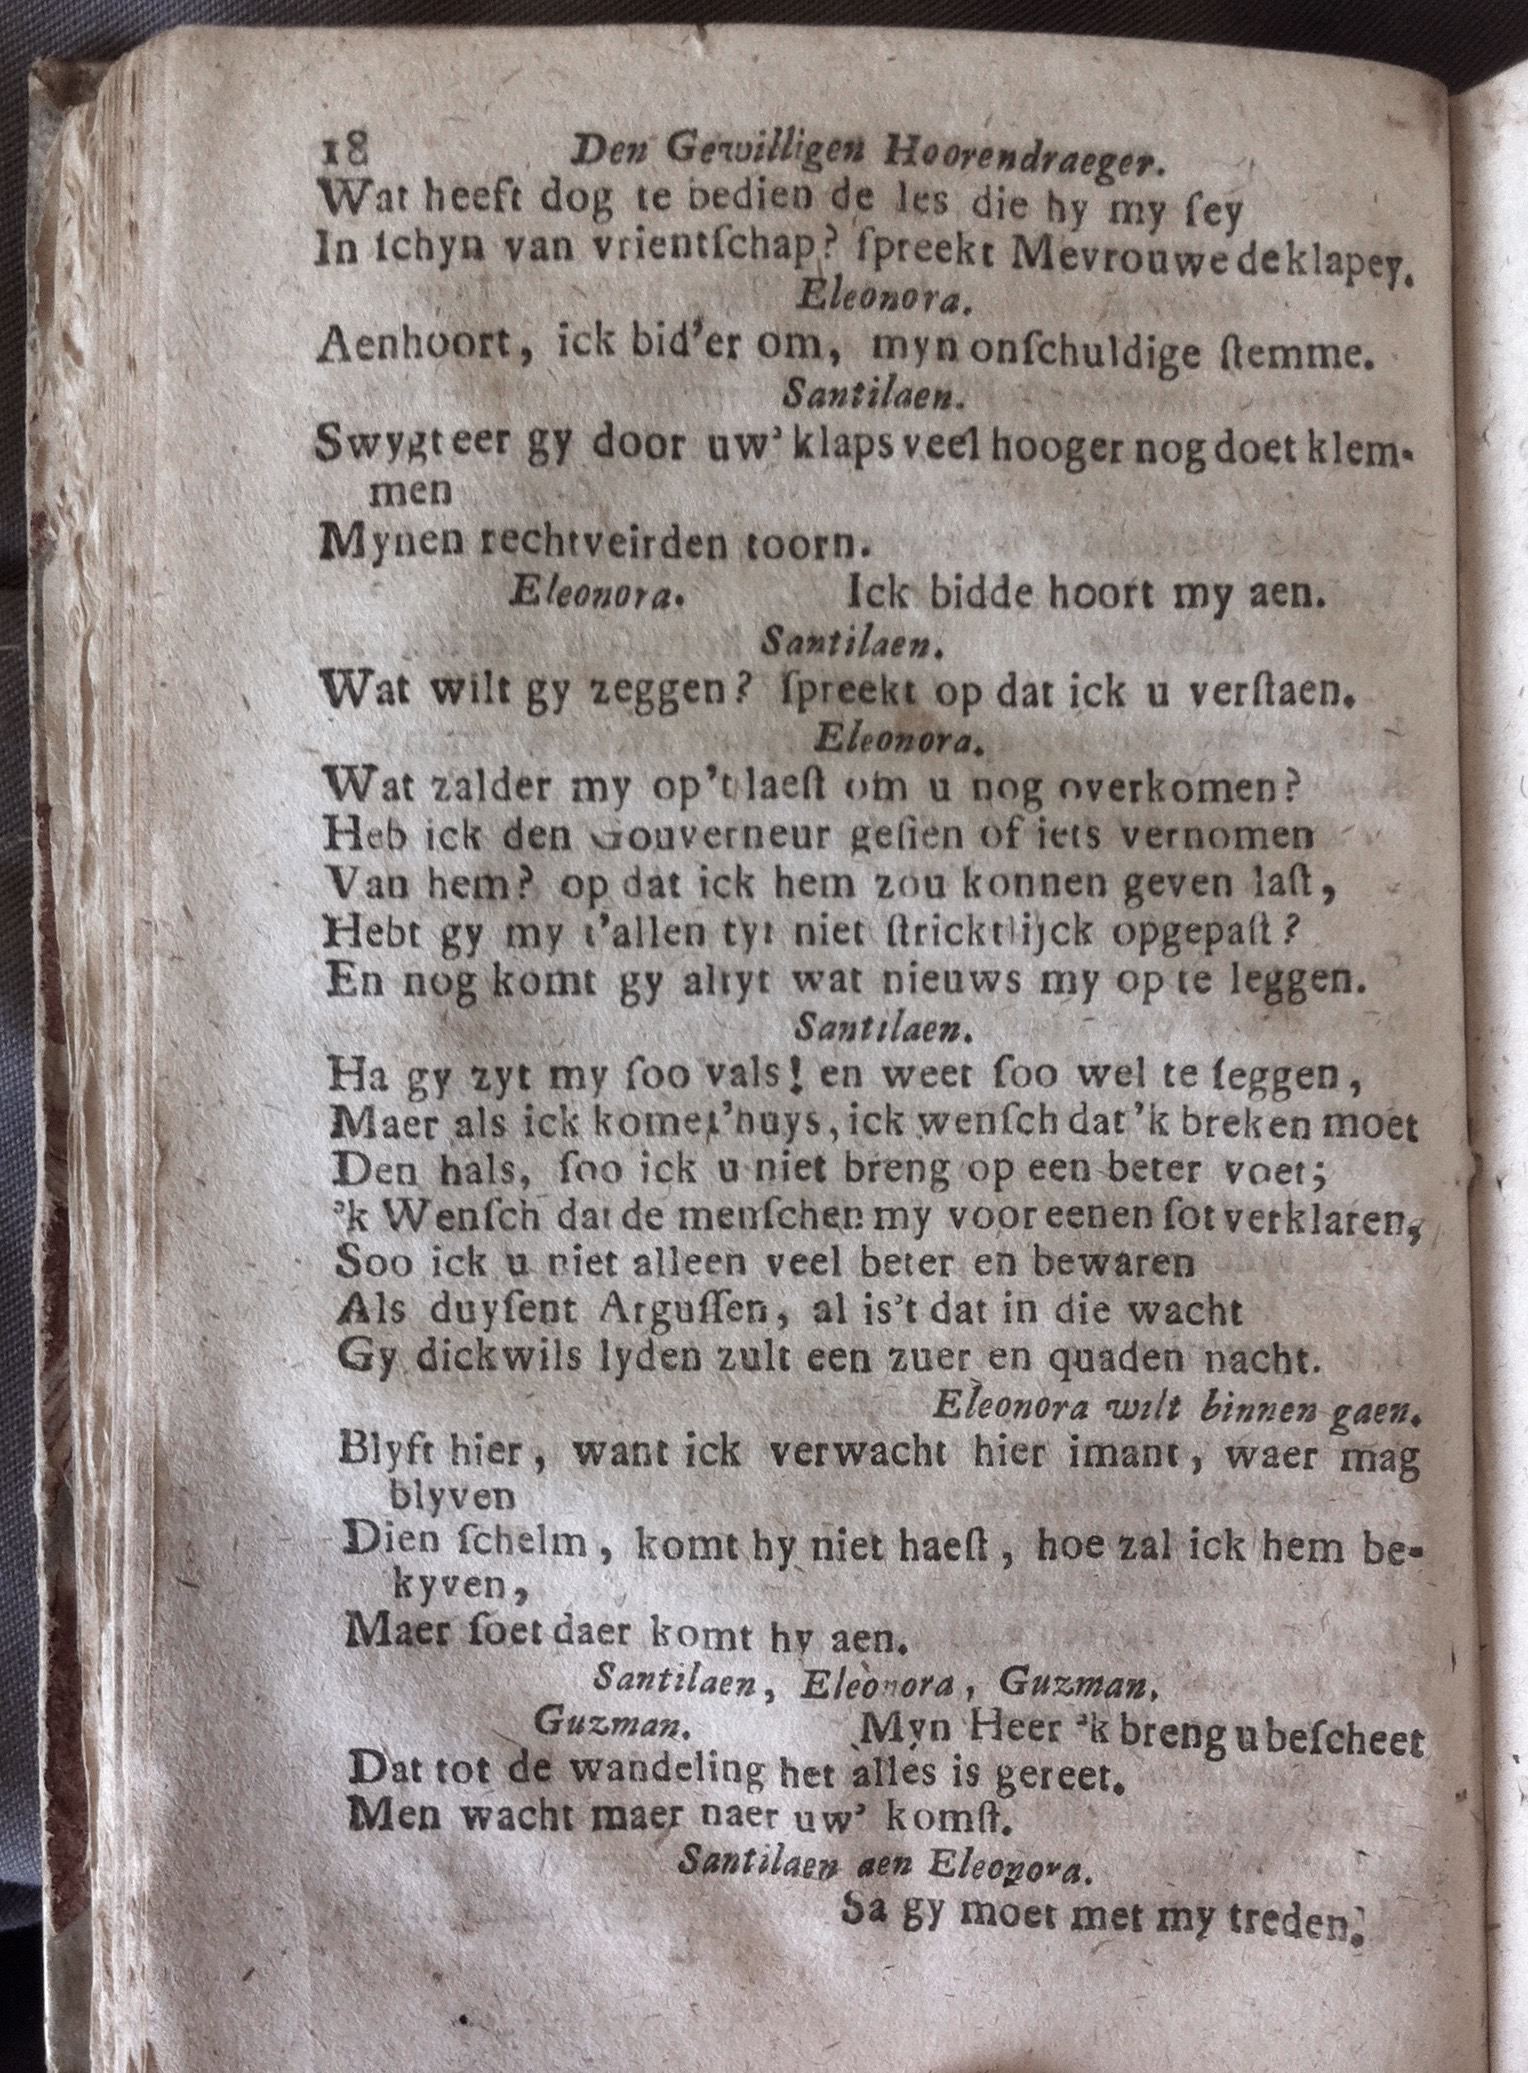 18 Den Gewilligen Hoorendraeger.
Wat heeft dog te bedien de les die hy my ſey
In ſchyn van vrientſchap? ſpreekt Mevrouwe de klapey.
Eleonora.
Aenhoort, ick bid'er om, myn onſchuldige ſtemme.
Santilaen.
Swygt eer gy door uw' klaps veel hooger nog doet klem-
men
Mynen rechtveirden toorn.
Eleonora. Ick bidde hoort my aen.
Santilaen.
Wat wilt gy zeggen? ſpreekt op dat ick u verſtaen.
Eleonora.
Wat zalder my op't laeſt om u nog overkomen?
Heb ick den Gouverneur geſien of iets vernomen
Van hem? op dat ick hem zou konnen geven laſt,
Hebt gy my t'allen tyt niet ſtricktlijck opgepaſt?
En nog komt gy altyt wat nieuws my op te leggen.
Santilaen.
Ha gy zyt my ſoo vals! en weet ſoo wel te ſeggen,
Maer als ick kome t'huys, ick wenſch dat 'k breken moet
Den hals, ſoo ick u niet breng op een beter voet;
'k Wenſch dat de menſchen my voor eenen ſot verklaren,
Soo ick u niet alleen veel beter en bewaren
Als duyſent Arguſſen, al is't dat in die wacht
Gy dickwils lyden zult een zuer en quaden nacht.
Eleonora wilt binnen gaen.
Blyft hier, want ick verwacht hier imant, waer mag
blyven
Dien ſchelm, komt hy niet haeſt, hoe zal ick hem be-
kyven,
Maer ſoet daer komt hy aen.
Santilaen, Eleonora, Guzman.
Guzman. Myn Heer 'k breng u beſcheet
Dat tot de wandeling het alles is gereet.
Men wacht maer naer uw' komſt.
Santilaen aen Eleonora.
Sa gy moet met my treden.